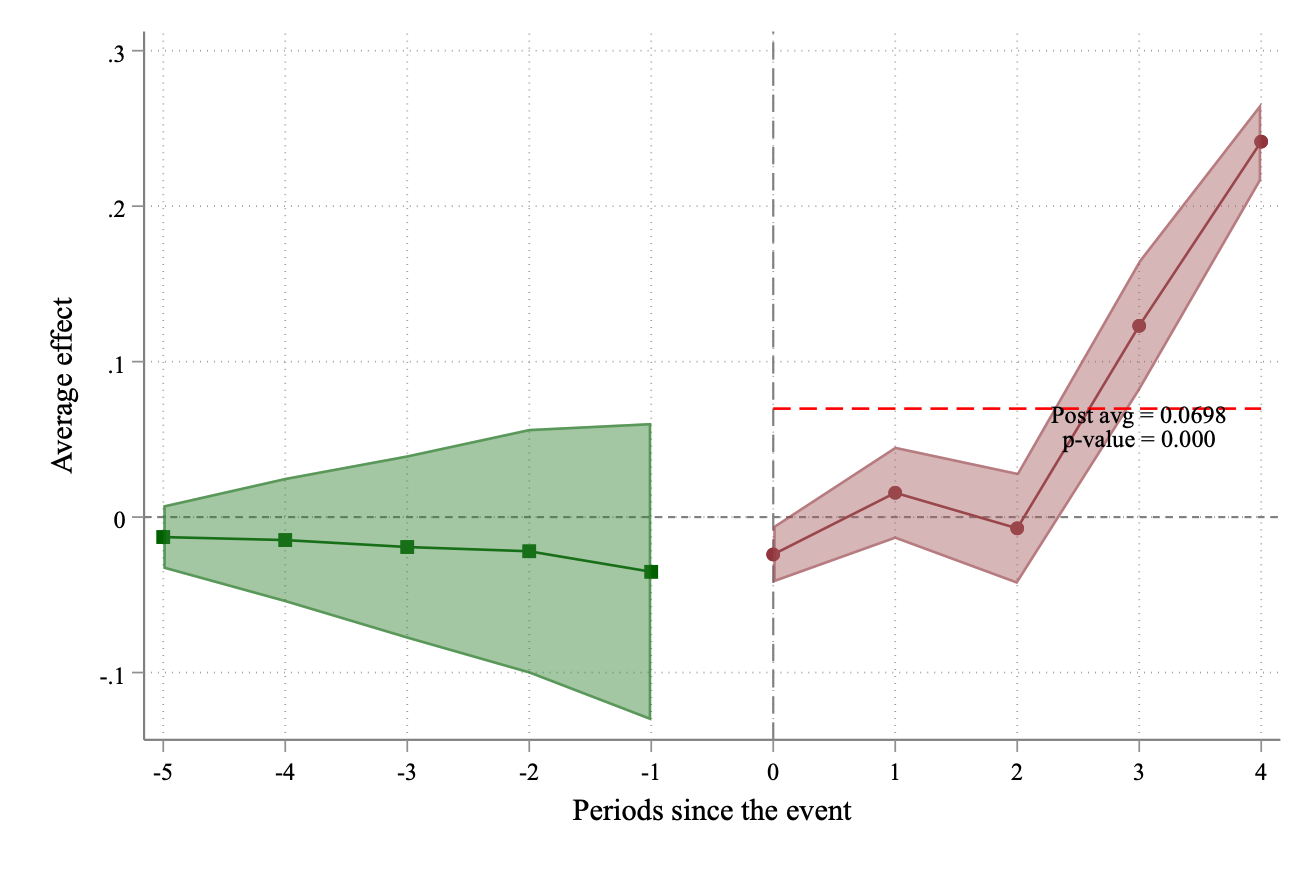 .3
.2
.1
0
-.1
Average effect
Post avg = 0.0698
p-value = 0.000
-5 -4 -3 -2 -1 0 1 2 3 4
Periods since the event